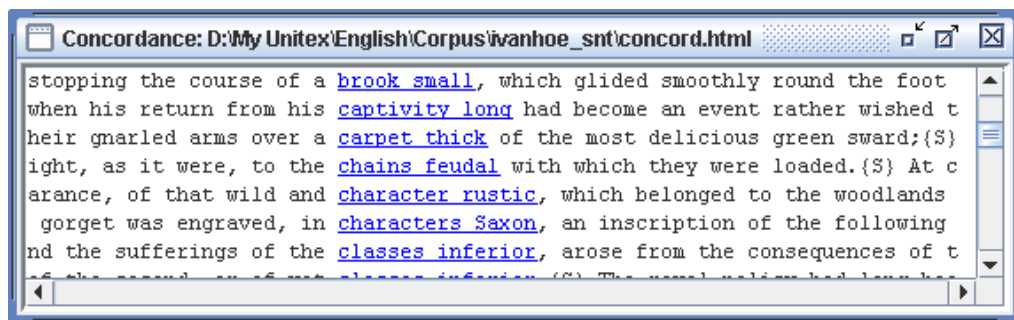 Concordance: D:\My Unitex\English\Corpus\ivanhoe_snt\concord.html
stopping the course of a brook small, which glided smoothly round the foot
when his return from his captivity long had become an event rather wished t
heir gnarled arms over a carpet thick of the most delicious green sward;{S}
ight, as it were, to the chains feudal with which they were loaded.{S} At c
arance, of that wild and character rustic, which belonged to the woodlands
gorget was engraved, in characters Saxon, an inscription of the following
nd the sufferings of the classes inferior, arose from the consequences of t